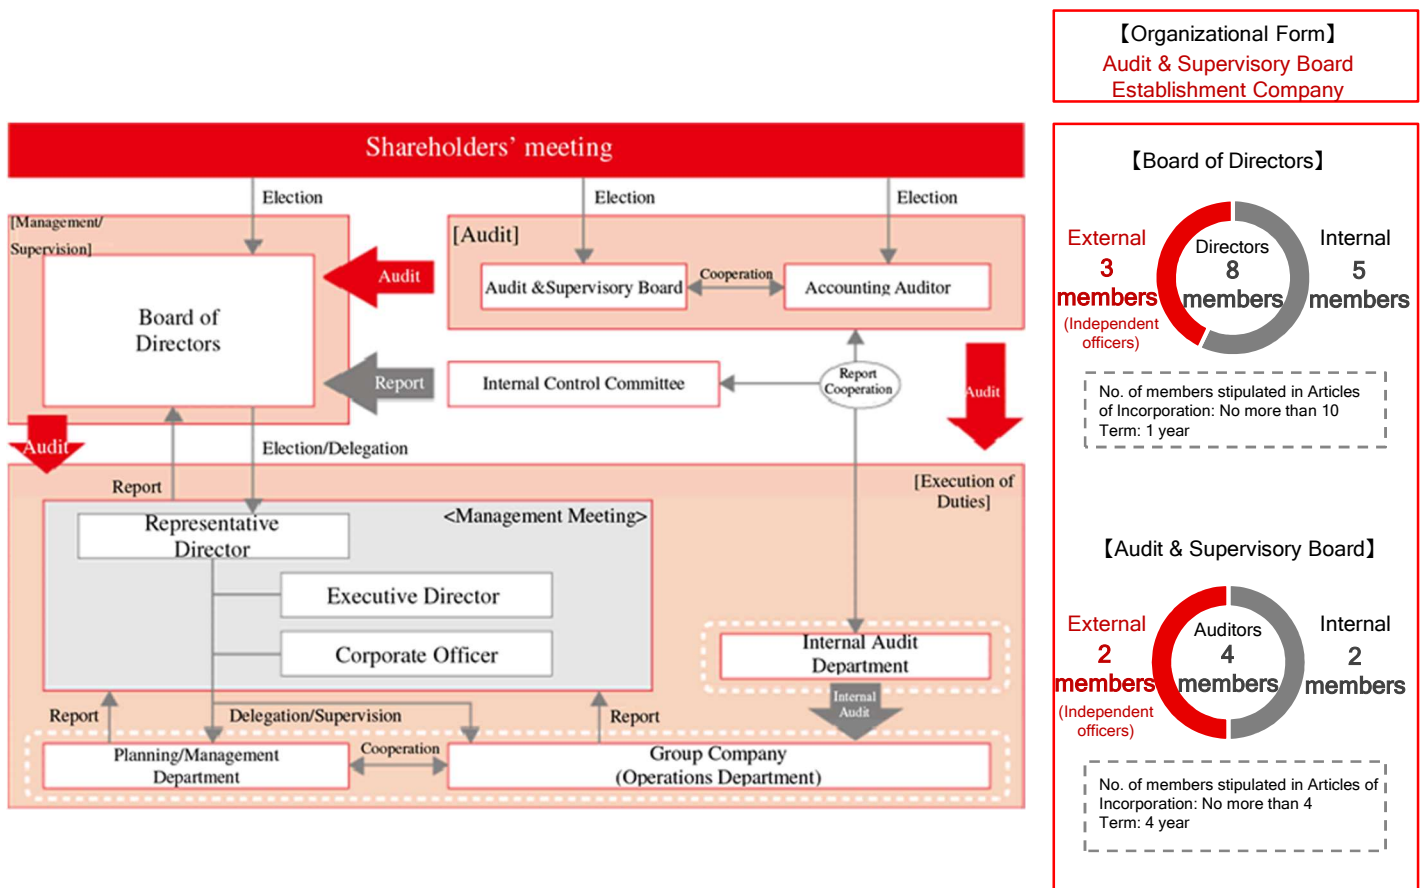 【Organizational Form】
Audit & Supervisory Board
Establishment Company
Shareholders' meeting
Election
Election
Election
[Management/
Supervision]
Board of
Directors
Audit
[Audit]
Audit &Supervisory Board
Cooperation
Accounting Auditor
Report
Internal Control Committee
Report
Cooperation
Audit
Audit
Election/Delegation
Report
[Execution of
Duties]
<Management Meeting>
Representative
Director
Executive Director
Corporate Officer
Internal Audit
Department
Internal
Audit
Report
Delegation/Supervision
Report
Planning/Management
Department
Cooperation
Group Company
(Operations Department)
【Board of Directors】
External
3
members
(Independent
officers)
Directors
8
members
Internal
5
members
No. of members stipulated in Articles
of Incorporation: No more than 10
Term: 1 year
【Audit & Supervisory Board】
External
2
members
(Independent
officers)
Auditors
4
members
Internal
2
members
No. of members stipulated in Articles of
Incorporation: No more than 4
Term: 4 year